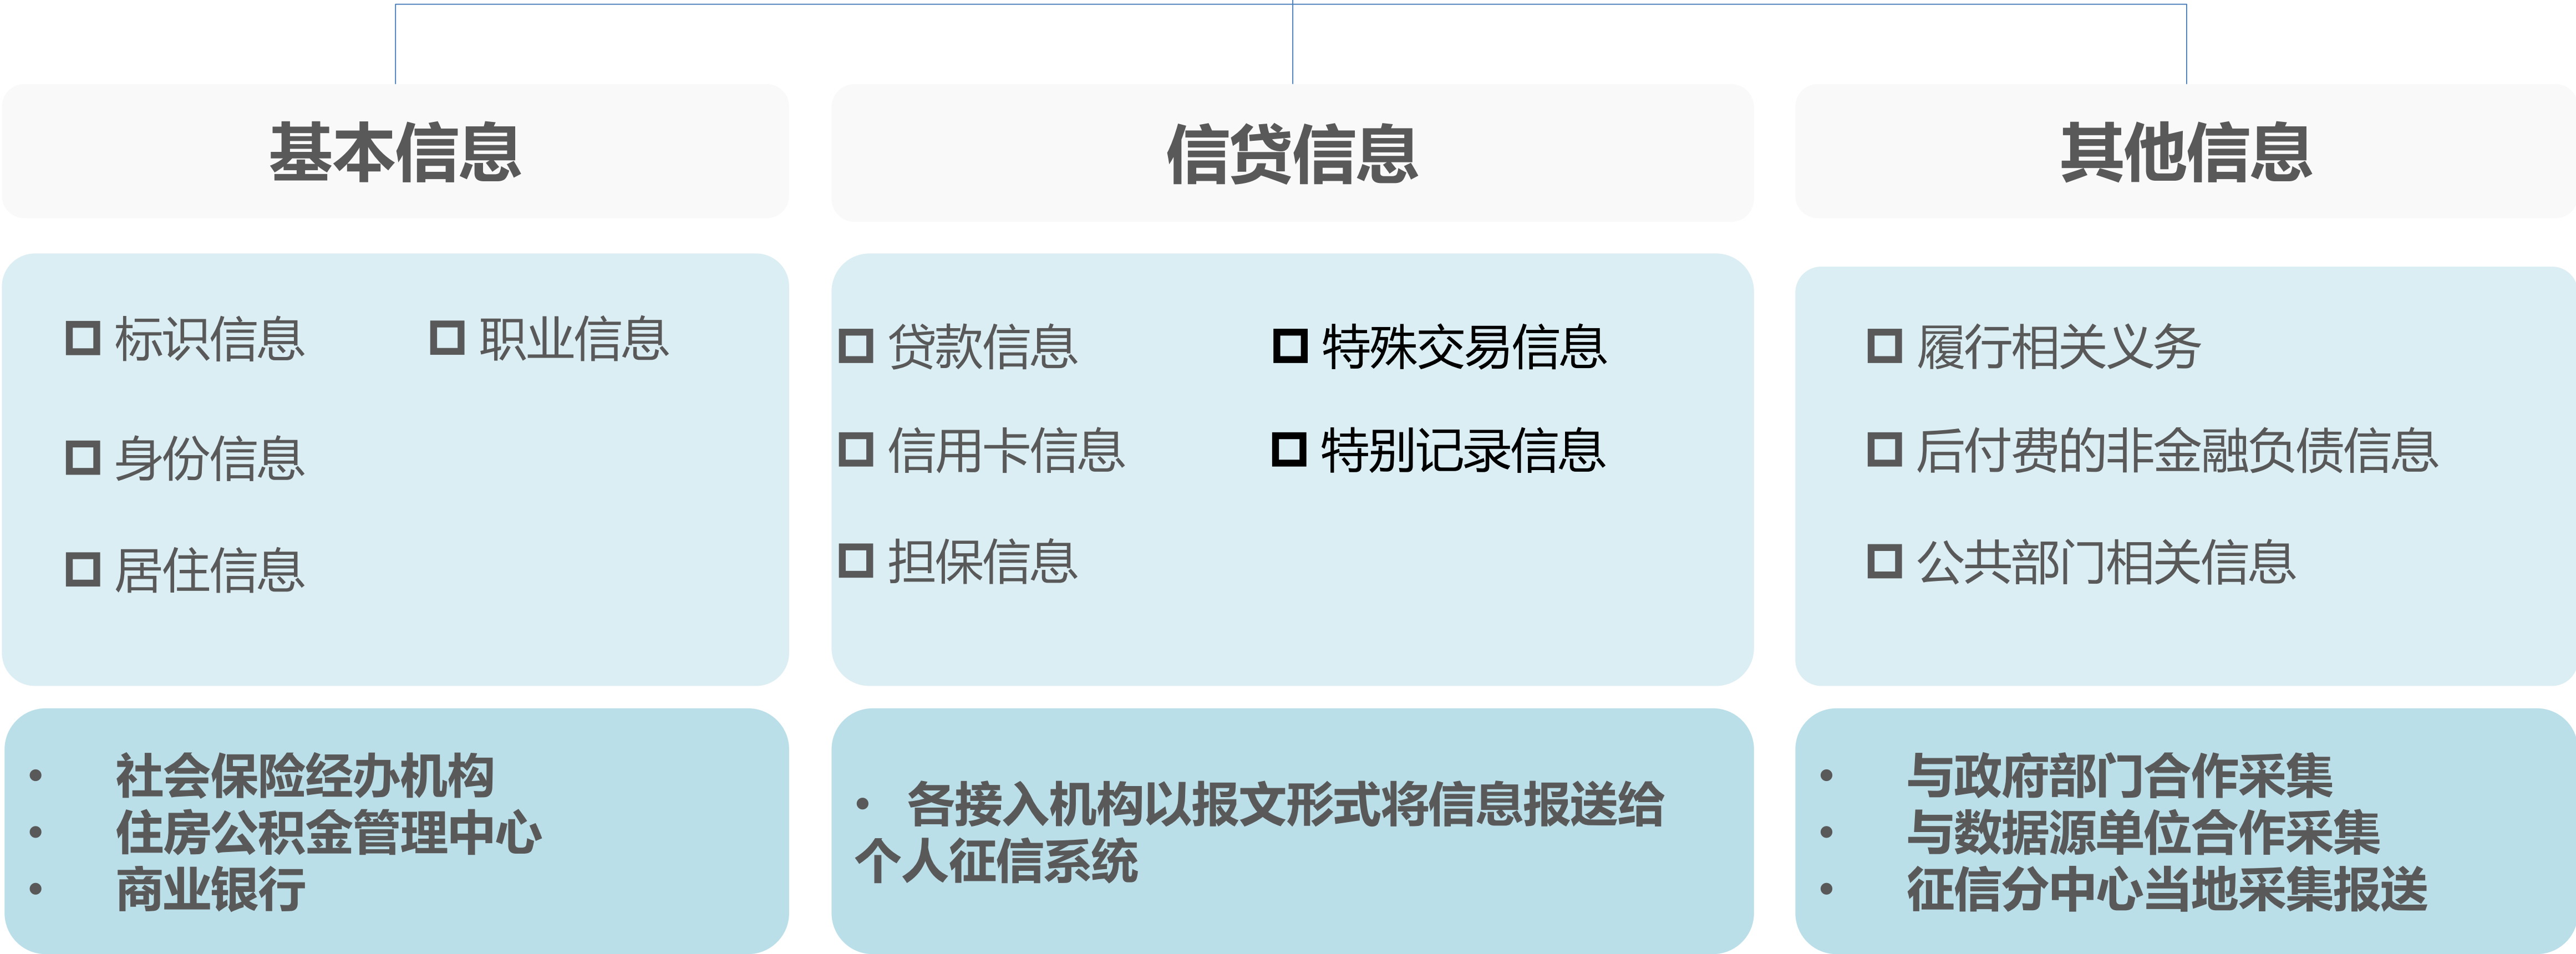 基本信息
标识信息
职业信息
身份信息
居住信息
• 社会保险经办机构
• 住房公积金管理中心
• 商业银行
信贷信息
贷款信息
特殊交易信息
信用卡信息
特别记录信息
担保信息
• 各接入机构以报文形式将信息报送给
个人征信系统
其他信息
履行相关义务
后付费的非金融负债信息
公共部门相关信息
• 与政府部门合作采集
• 与数据源单位合作采集
• 征信分中心当地采集报送